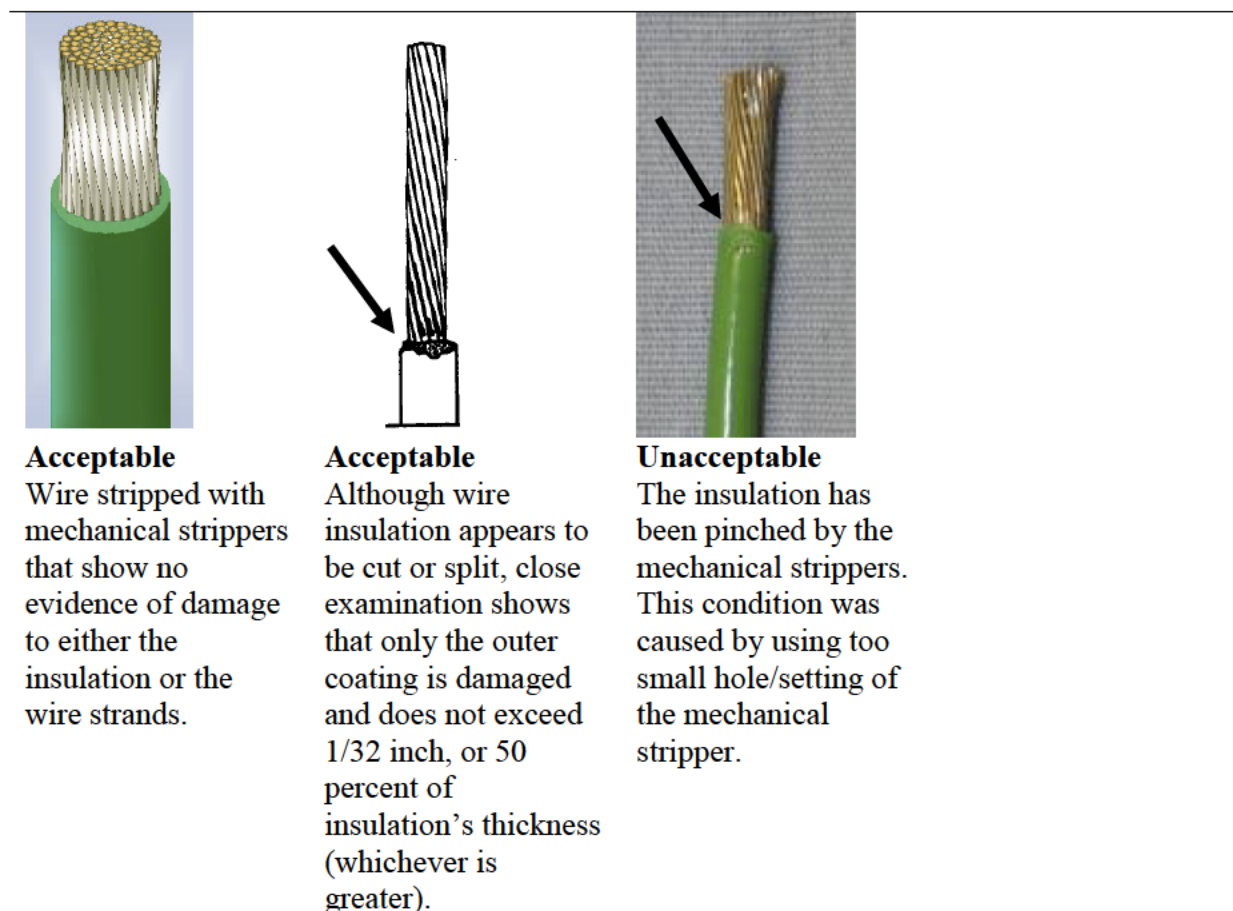 Acceptable
Wire stripped with
mechanical strippers
that show no
evidence of damage
to either the
insulation or the
wire strands.
Acceptable
Although wire
insulation appears to
be cut or split, close
examination shows
that only the outer
coating is damaged
and does not exceed
1/32 inch, or 50
percent of
insulation’s thickness
(whichever is
greater).
Unacceptable
The insulation has
been pinched by the
mechanical strippers.
This condition was
caused by using too
small hole/setting of
the mechanical
stripper.